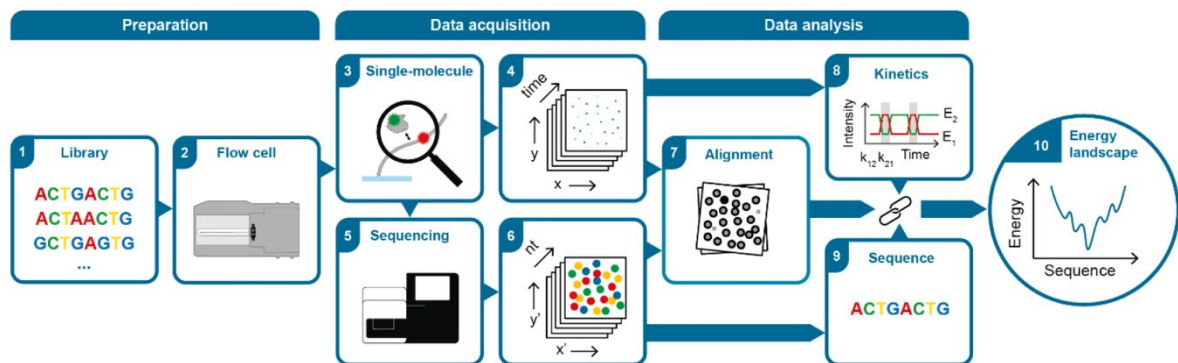 Preparation
Data acquisition
Data analysis
1 Library
ACTGACTG
ACTAACTG
GCTGAGTG
...
2 Flow cell
3 Single-molecule
4
time
y
x
5 Sequencing
6
nt
y'
x'
7 Alignment
8 Kinetics
Intensity
E2
E1
k12 k21 Time
9 Sequence
ACTGACTG
10 Energy
landscape
Energy
Sequence